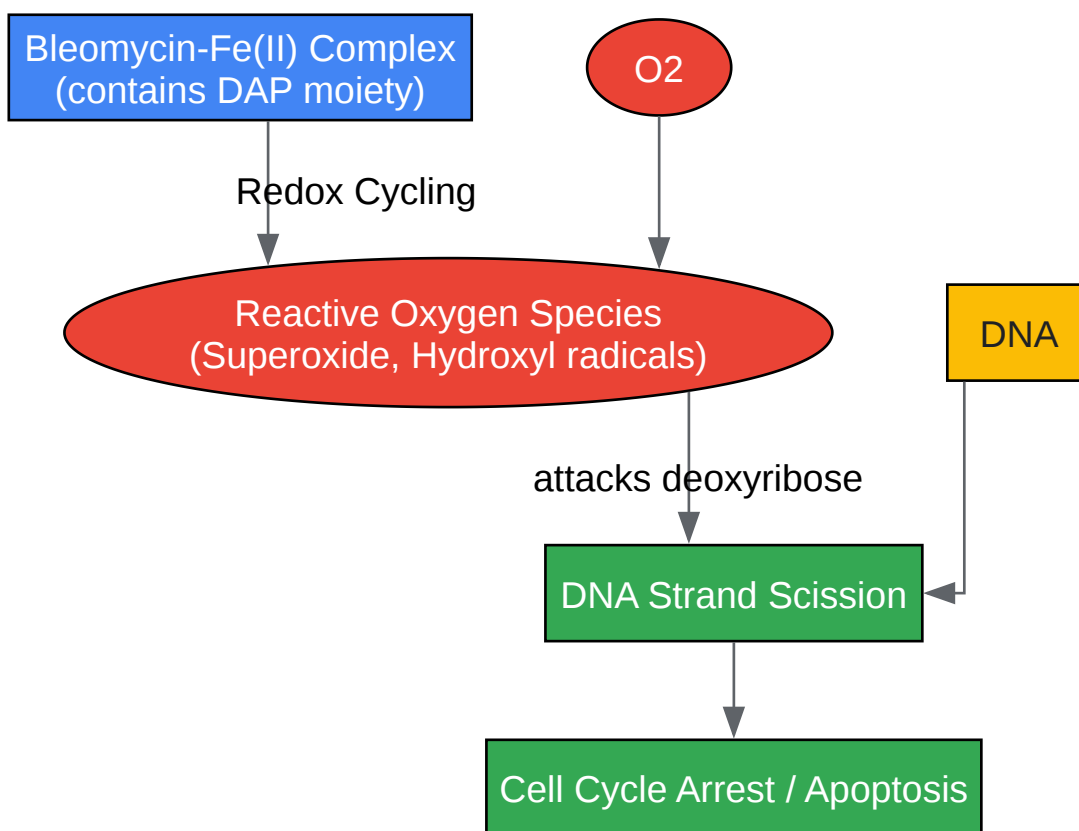 Bleomycin-Fe(II) Complex
(contains DAP moiety)
O2
Redox Cycling
Reactive Oxygen Species
(Superoxide, Hydroxyl radicals)
DNA
attacks deoxyribose
DNA Strand Scission
Cell Cycle Arrest / Apoptosis